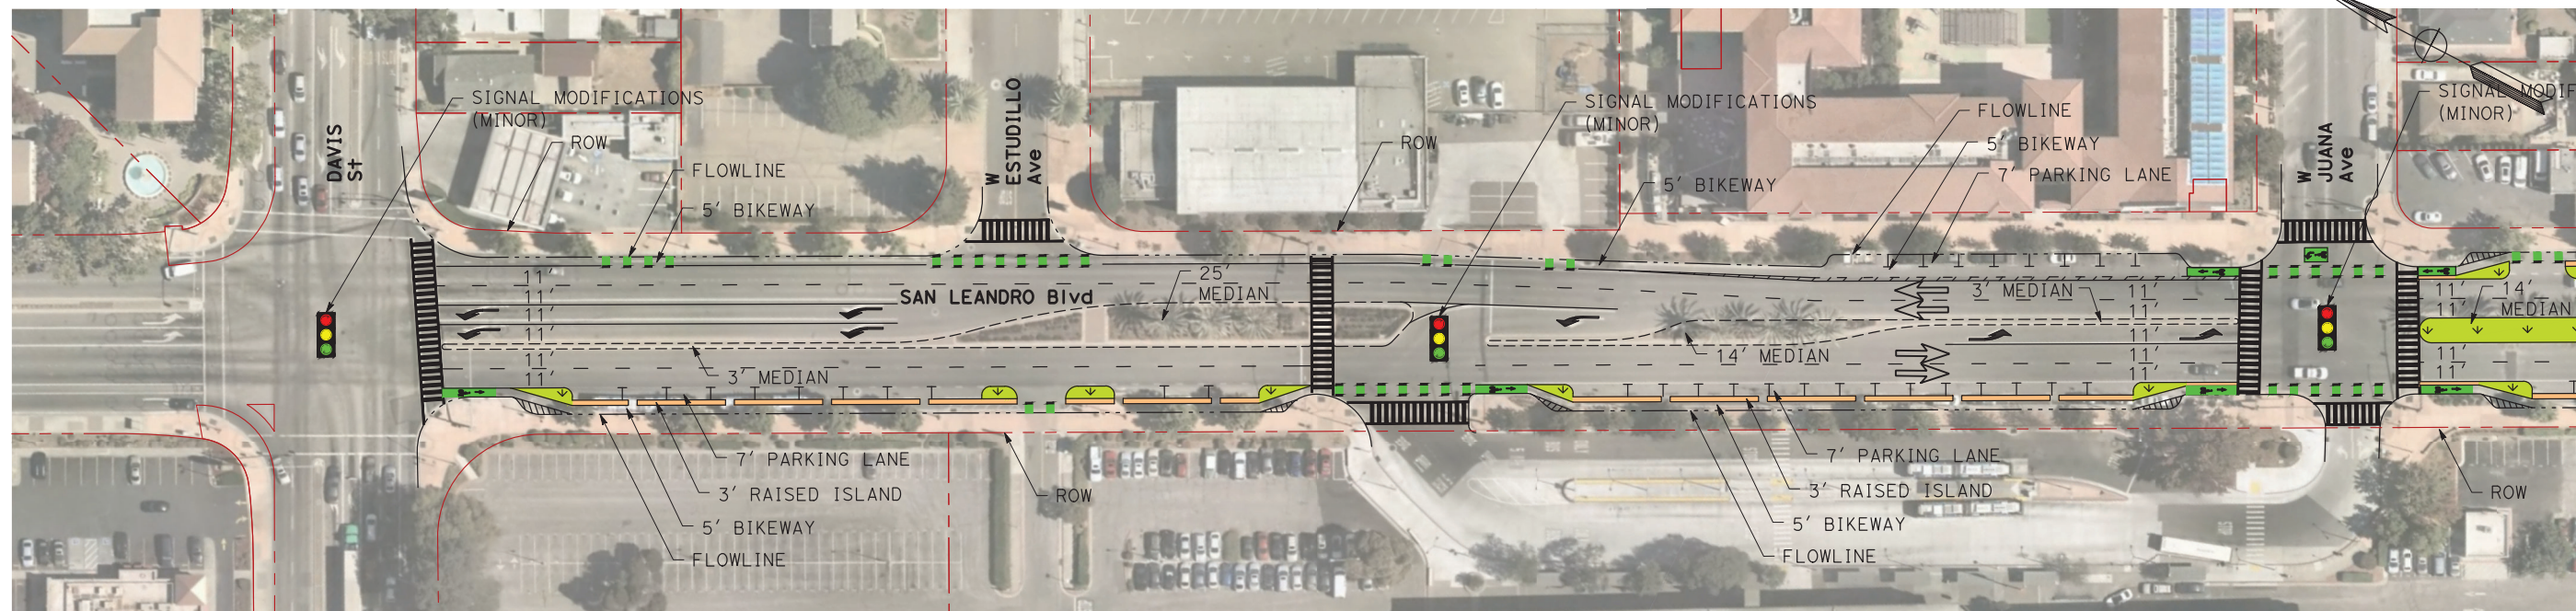 SIGNAL MODIFICATIONS
(MINOR)
ROW
FLOWLINE
5' BIKEWAY
DAVIS
St
W
ESTUDILLO
Ave
SIGNAL MODIFICATIONS
(MINOR)
ROW
5' BIKEWAY
FLOWLINE
5' BIKEWAY
7' PARKING LANE
W
JUANA
Ave
SIGNAL MODIF
(MINOR)
11'
11'
11'
11'
11'
11'
SAN LEANDRO Blvd
25'
MEDIAN
3' MEDIAN
14' MEDIAN
3' MEDIAN
11'
11'
11'
11'
11'
11'
11'
14'
MEDIAN
11'
11'
7' PARKING LANE
3' RAISED ISLAND
5' BIKEWAY
FLOWLINE
ROW
7' PARKING LANE
3' RAISED ISLAND
5' BIKEWAY
FLOWLINE
ROW